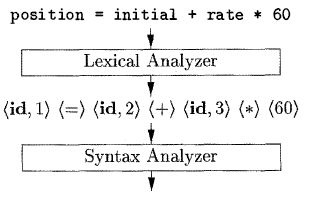 position = initial + rate * 60
Lexical Analyzer
⟨id, 1⟩ ⟨=⟩ ⟨id, 2⟩ ⟨+⟩ ⟨id, 3⟩ ⟨*⟩ ⟨60⟩
Syntax Analyzer